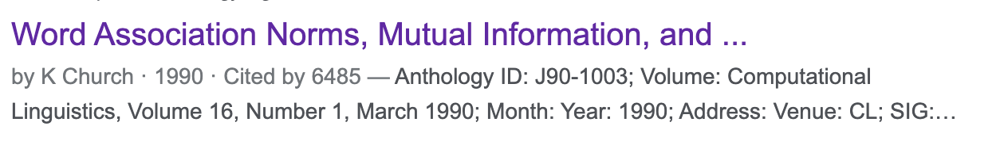 Word Association Norms, Mutual Information, and ...
by K Church · 1990 · Cited by 6485 — Anthology ID: J90-1003; Volume: Computational
Linguistics, Volume 16, Number 1, March 1990; Month: Year: 1990; Address: Venue: CL; SIG:...